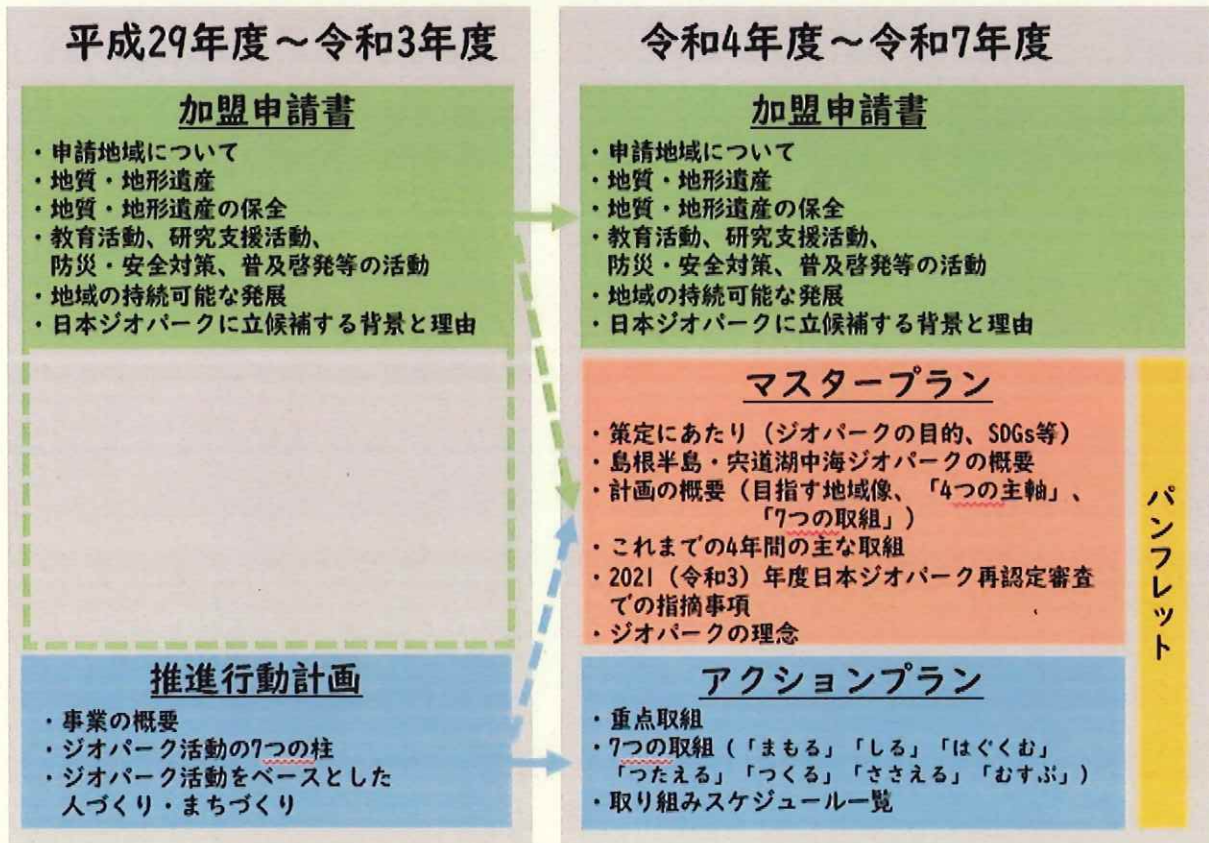 平成29年度～令和3年度
加盟申請書
・申請地域について
・地質・地形遺産
・地質・地形遺産の保全
・教育活動、研究支援活動、
防災・安全対策、普及啓発等の活動
・地域の持続可能な発展
・日本ジオパークに立候補する背景と理由
推進行動計画
・事業の概要
・ジオパーク活動の7つの柱
・ジオパーク活動をベースとした
人づくり・まちづくり
令和4年度～令和7年度
加盟申請書
・申請地域について
・地質・地形遺産
・地質・地形遺産の保全
・教育活動、研究支援活動、
防災・安全対策、普及啓発等の活動
・地域の持続可能な発展
・日本ジオパークに立候補する背景と理由
マスタープラン
・策定にあたり（ジオパークの目的、SDGs等）
・島根半島・宍道湖中海ジオパークの概要
・計画の概要（目指す地域像、「4つの主軸」、
「7つの取組」）
・これまでの4年間の主な取組
・2021（令和3）年度日本ジオパーク再認定審査
での指摘事項
・ジオパークの理念
アクションプラン
・重点取組
・7つの取組（「まもる」「しる」「はぐくむ」
「つたえる」「つくる」「ささえる」「むすぶ」）
・取り組みスケジュール一覧
パンフレット